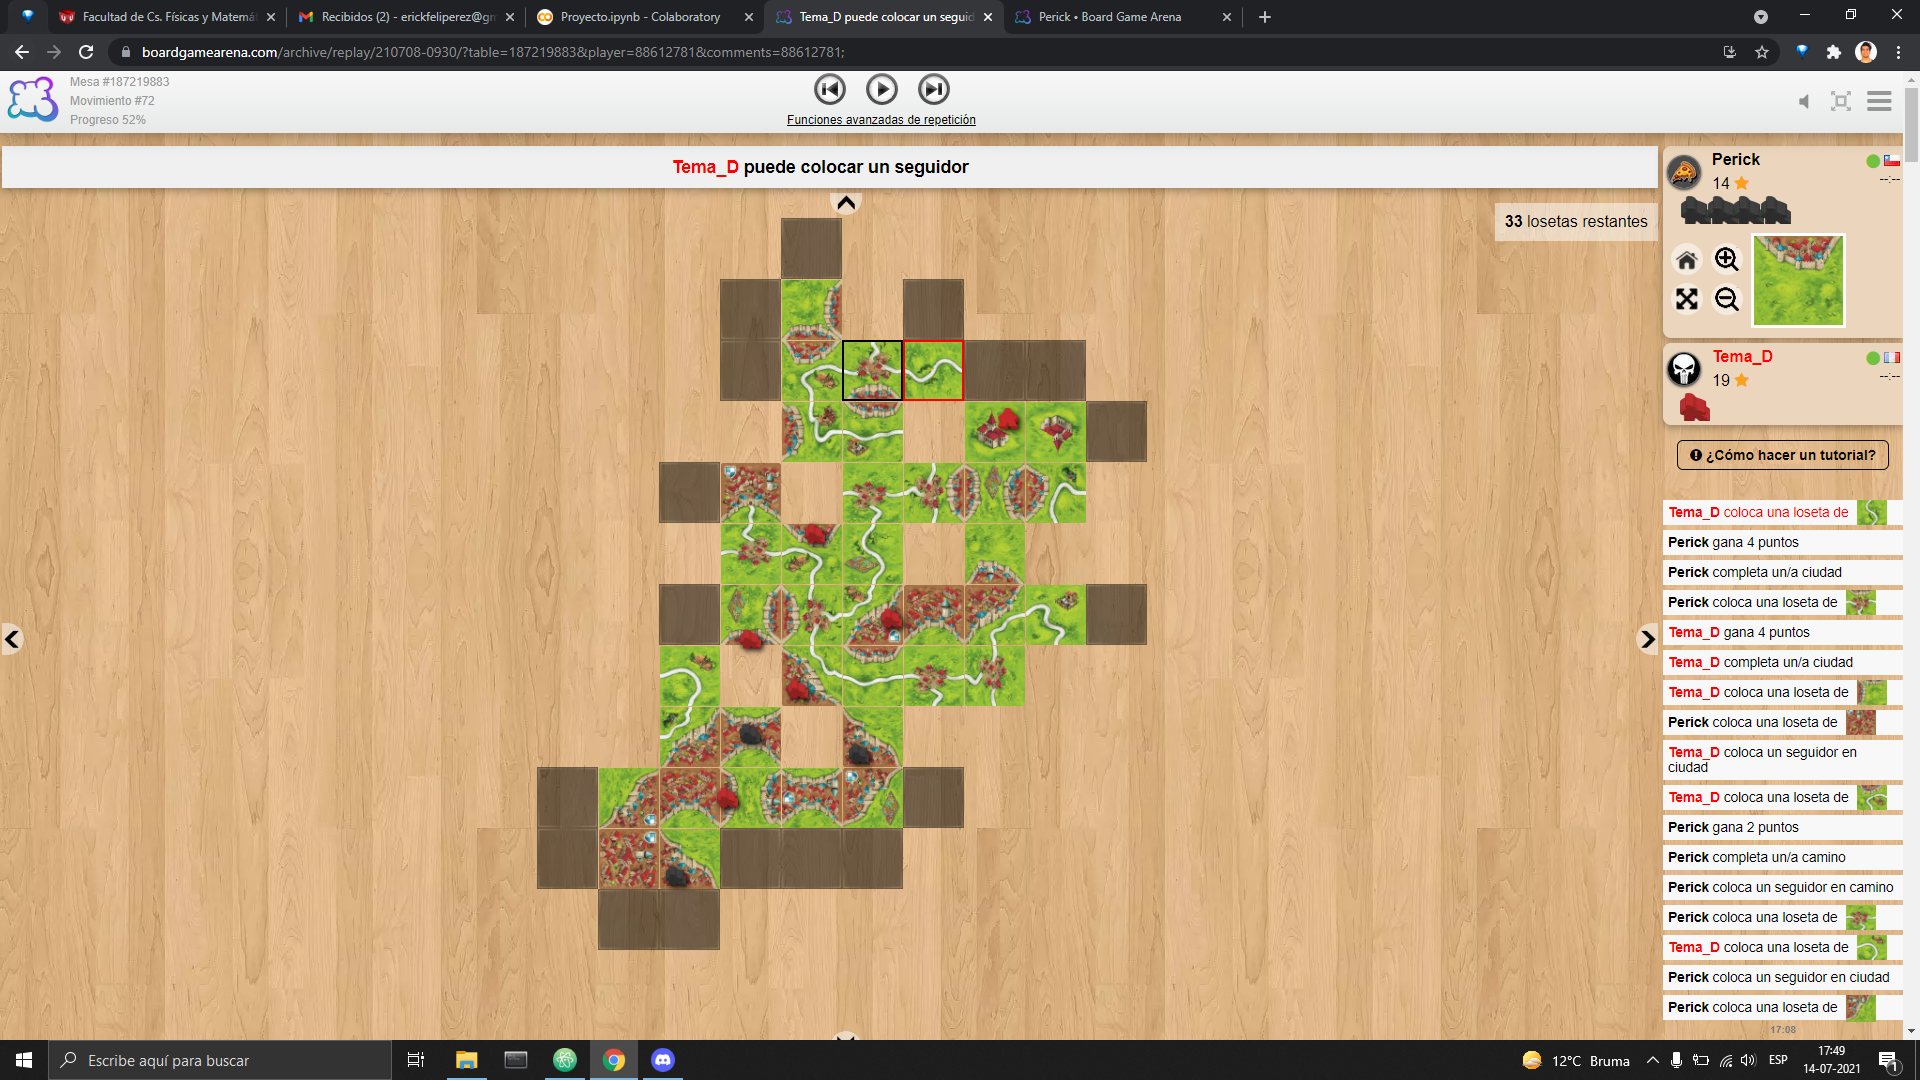 Facultad de Cs. Físicas y Matemá
Recibidos (2) - erickfeliperez@gm
Proyecto.ipynb - Colaboratory
Tema_D puede colocar un seguid
Perick • Board Game Arena
boardgamearena.com/archive/replay/210708-0930/?table=187219883&player=88612781&comments=88612781;
Mesa #187219883
Movimiento #72
Progreso 52%
Funciones avanzadas de repetición
Tema_D puede colocar un seguidor
33 losetas restantes
Perick
14
--:--
Tema_D
19
--:--
¿Cómo hacer un tutorial?
Tema_D coloca una loseta de
Perick gana 4 puntos
Perick completa un/a ciudad
Perick coloca una loseta de
Tema_D gana 4 puntos
Tema_D completa un/a ciudad
Tema_D coloca una loseta de
Perick coloca una loseta de
Tema_D coloca un seguidor en
ciudad
Tema_D coloca una loseta de
Perick gana 2 puntos
Perick completa un/a camino
Perick coloca un seguidor en camino
Perick coloca una loseta de
Tema_D coloca una loseta de
Perick coloca un seguidor en ciudad
Perick coloca una loseta de
17:08
Escribe aquí para buscar
12°C Bruma
ESP
17:49
14-07-2021
1